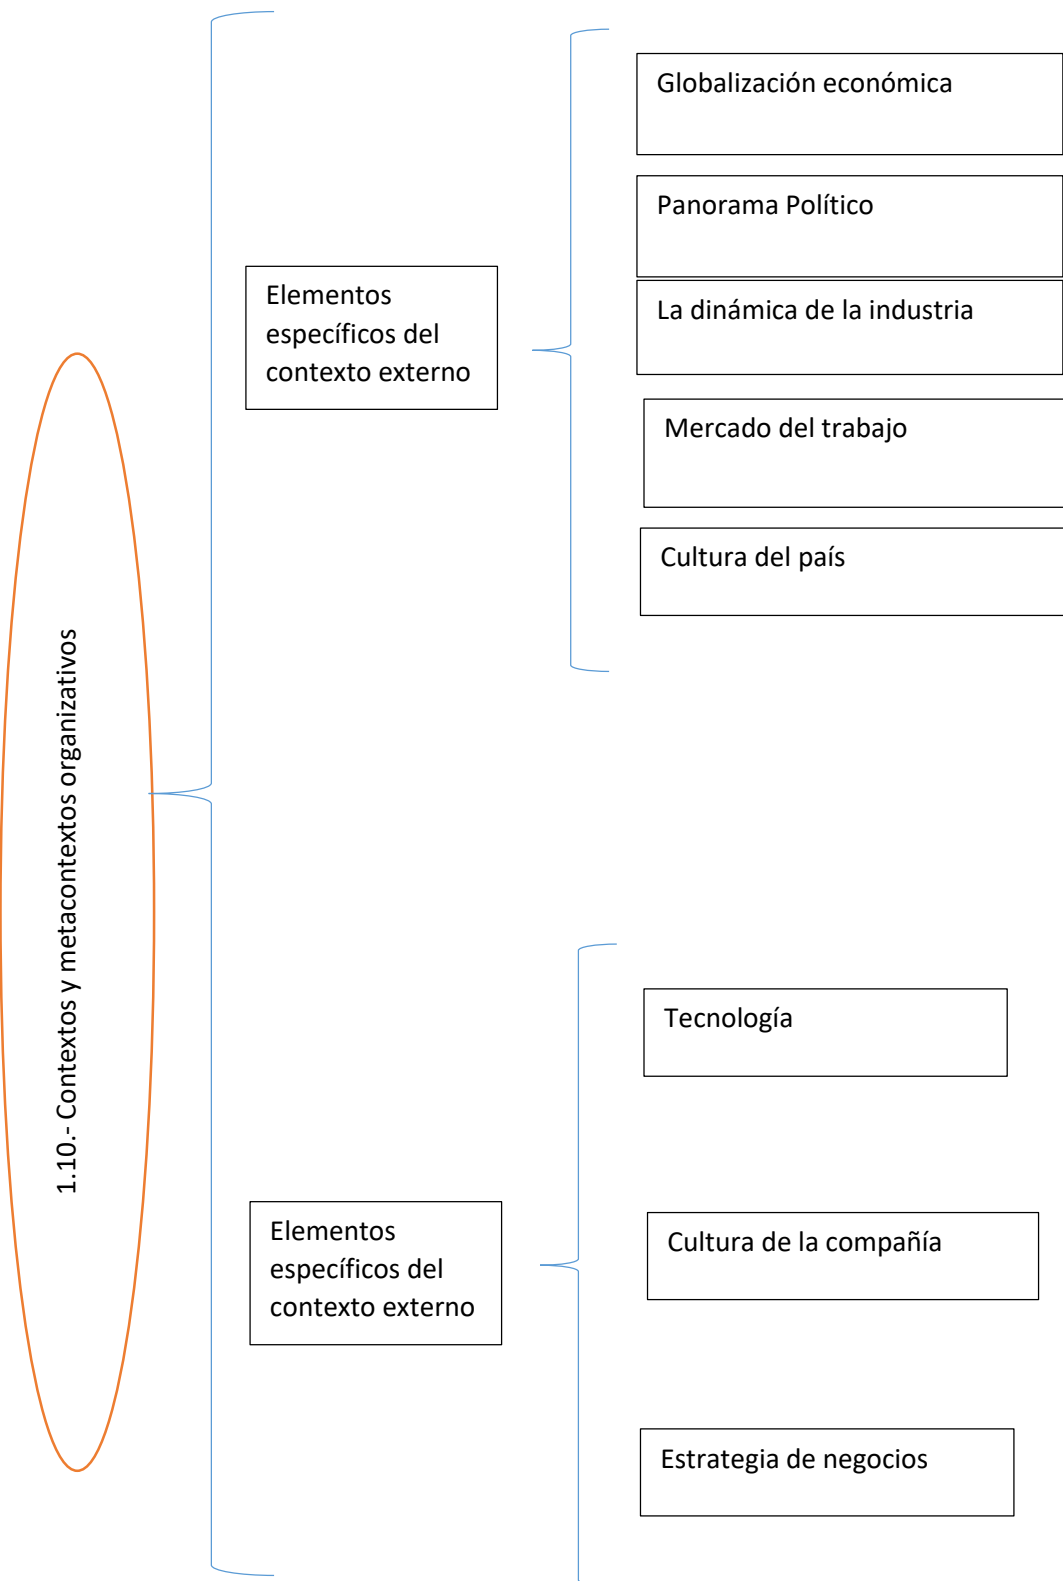 1.10.- Contextos y metacontextos organizativos
Elementos
específicos del
contexto externo
Globalización económica
Panorama Político
La dinámica de la industria
Mercado del trabajo
Cultura del país
Elementos
específicos del
contexto externo
Tecnología
Cultura de la compañía
Estrategia de negocios